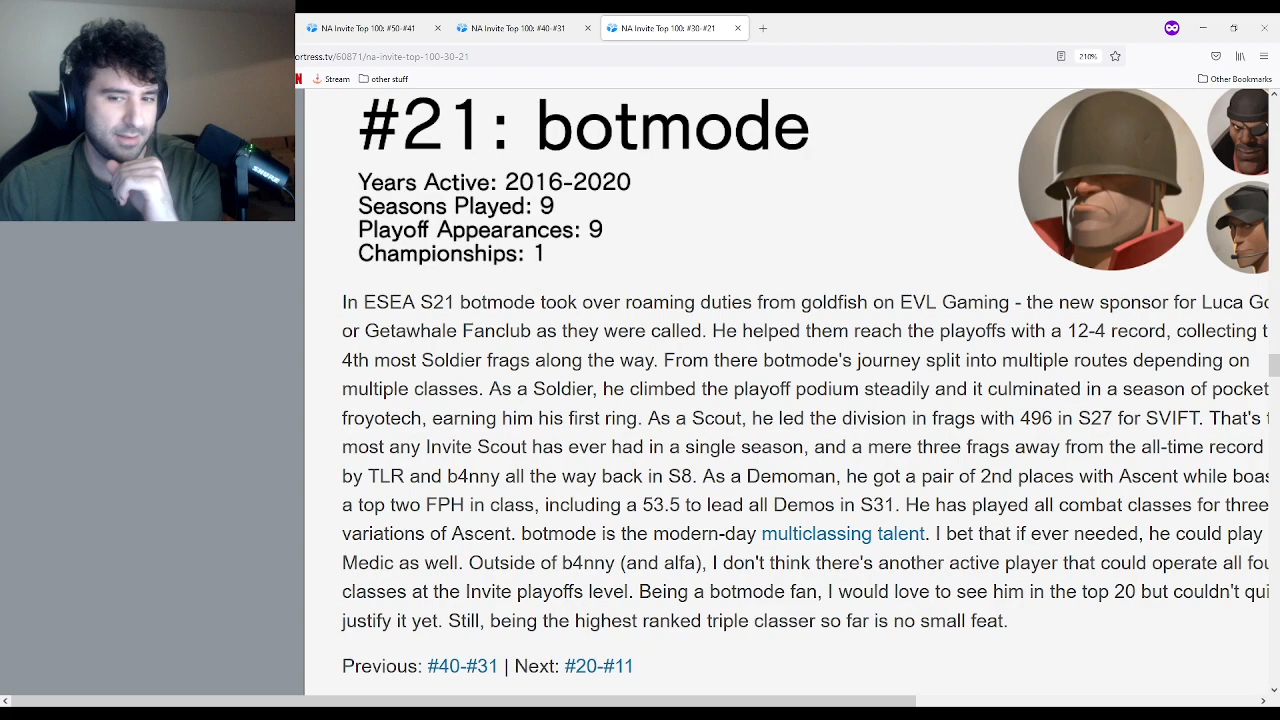 NA Invite Top 100: #50-#41
NA Invite Top 100: #40-#31
NA Invite Top 100: #30-#21
ortress.tv/60871/na-invite-top-100-30-21
210%
Stream
other stuff
Other Bookmarks
#21: botmode
Years Active: 2016-2020
Seasons Played: 9
Playoff Appearances: 9
Championships: 1
In ESEA S21 botmode took over roaming duties from goldfish on EVL Gaming - the new sponsor for Luca Go
or Getawhale Fanclub as they were called. He helped them reach the playoffs with a 12-4 record, collecting t
4th most Soldier frags along the way. From there botmode's journey split into multiple routes depending on
multiple classes. As a Soldier, he climbed the playoff podium steadily and it culminated in a season of pocket
froyotech, earning him his first ring. As a Scout, he led the division in frags with 496 in S27 for SVIFT. That's t
most any Invite Scout has ever had in a single season, and a mere three frags away from the all-time record
by TLR and b4nny all the way back in S8. As a Demoman, he got a pair of 2nd places with Ascent while boas
a top two FPH in class, including a 53.5 to lead all Demos in S31. He has played all combat classes for three
variations of Ascent. botmode is the modern-day multiclassing talent. I bet that if ever needed, he could play
Medic as well. Outside of b4nny (and alfa), I don't think there's another active player that could operate all fou
classes at the Invite playoffs level. Being a botmode fan, I would love to see him in the top 20 but couldn't qui
justify it yet. Still, being the highest ranked triple classer so far is no small feat.
Previous: #40-#31 | Next: #20-#11
SHURE